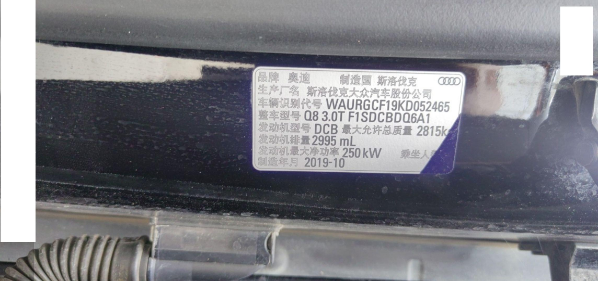 品牌 奥迪 制造国 斯洛伐克
生产厂名 斯洛伐克大众汽车股份公司
车辆识别代号 WAURGCF19KD052465
整车型号 Q8 3.0T F1SDCBDQ6A1
发动机型号 DCB 最大允许总质量 2815k
发动机排量 2995 mL
发动机最大净功率 250 kW 乘坐人
制造年月 2019-10